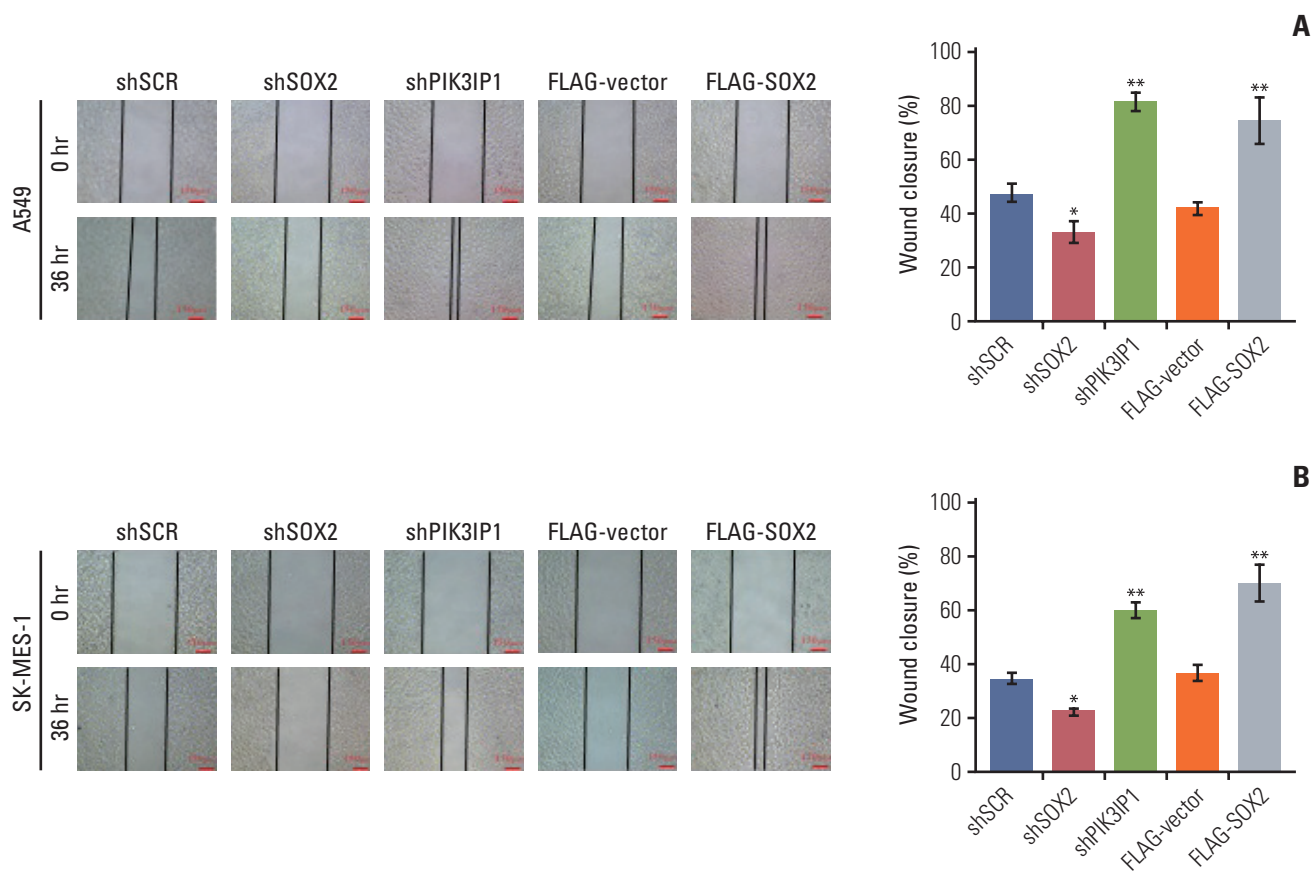 A
shSCR shSOX2 shPIK3IP1 FLAG-vector FLAG-SOX2
A549
0 hr
36 hr
Wound closure (%)
100
80
60
40
20
0
** ** *
shSCR shSOX2 shPIK3IP1 FLAG-vector FLAG-SOX2
B
shSCR shSOX2 shPIK3IP1 FLAG-vector FLAG-SOX2
SK-MES-1
0 hr
36 hr
Wound closure (%)
100
80
60
40
20
0
** ** *
shSCR shSOX2 shPIK3IP1 FLAG-vector FLAG-SOX2